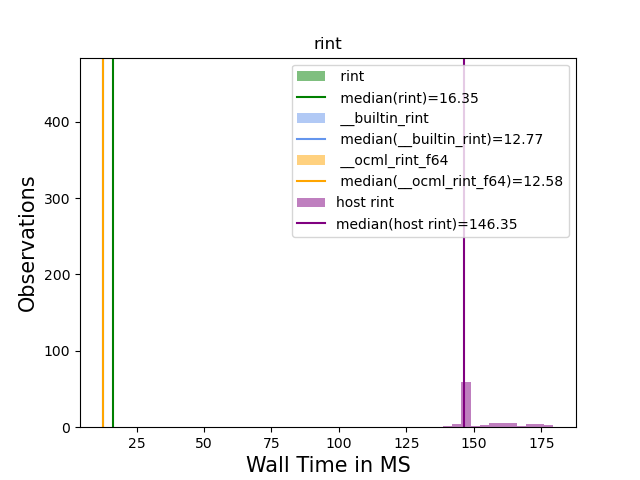 rint
rint
median(rint)=16.35
__builtin_rint
median(__builtin_rint)=12.77
__ocml_rint_f64
median(__ocml_rint_f64)=12.58
host rint
median(host rint)=146.35
Observations
400
300
200
100
0
25 50 75 100 125 150 175
Wall Time in MS